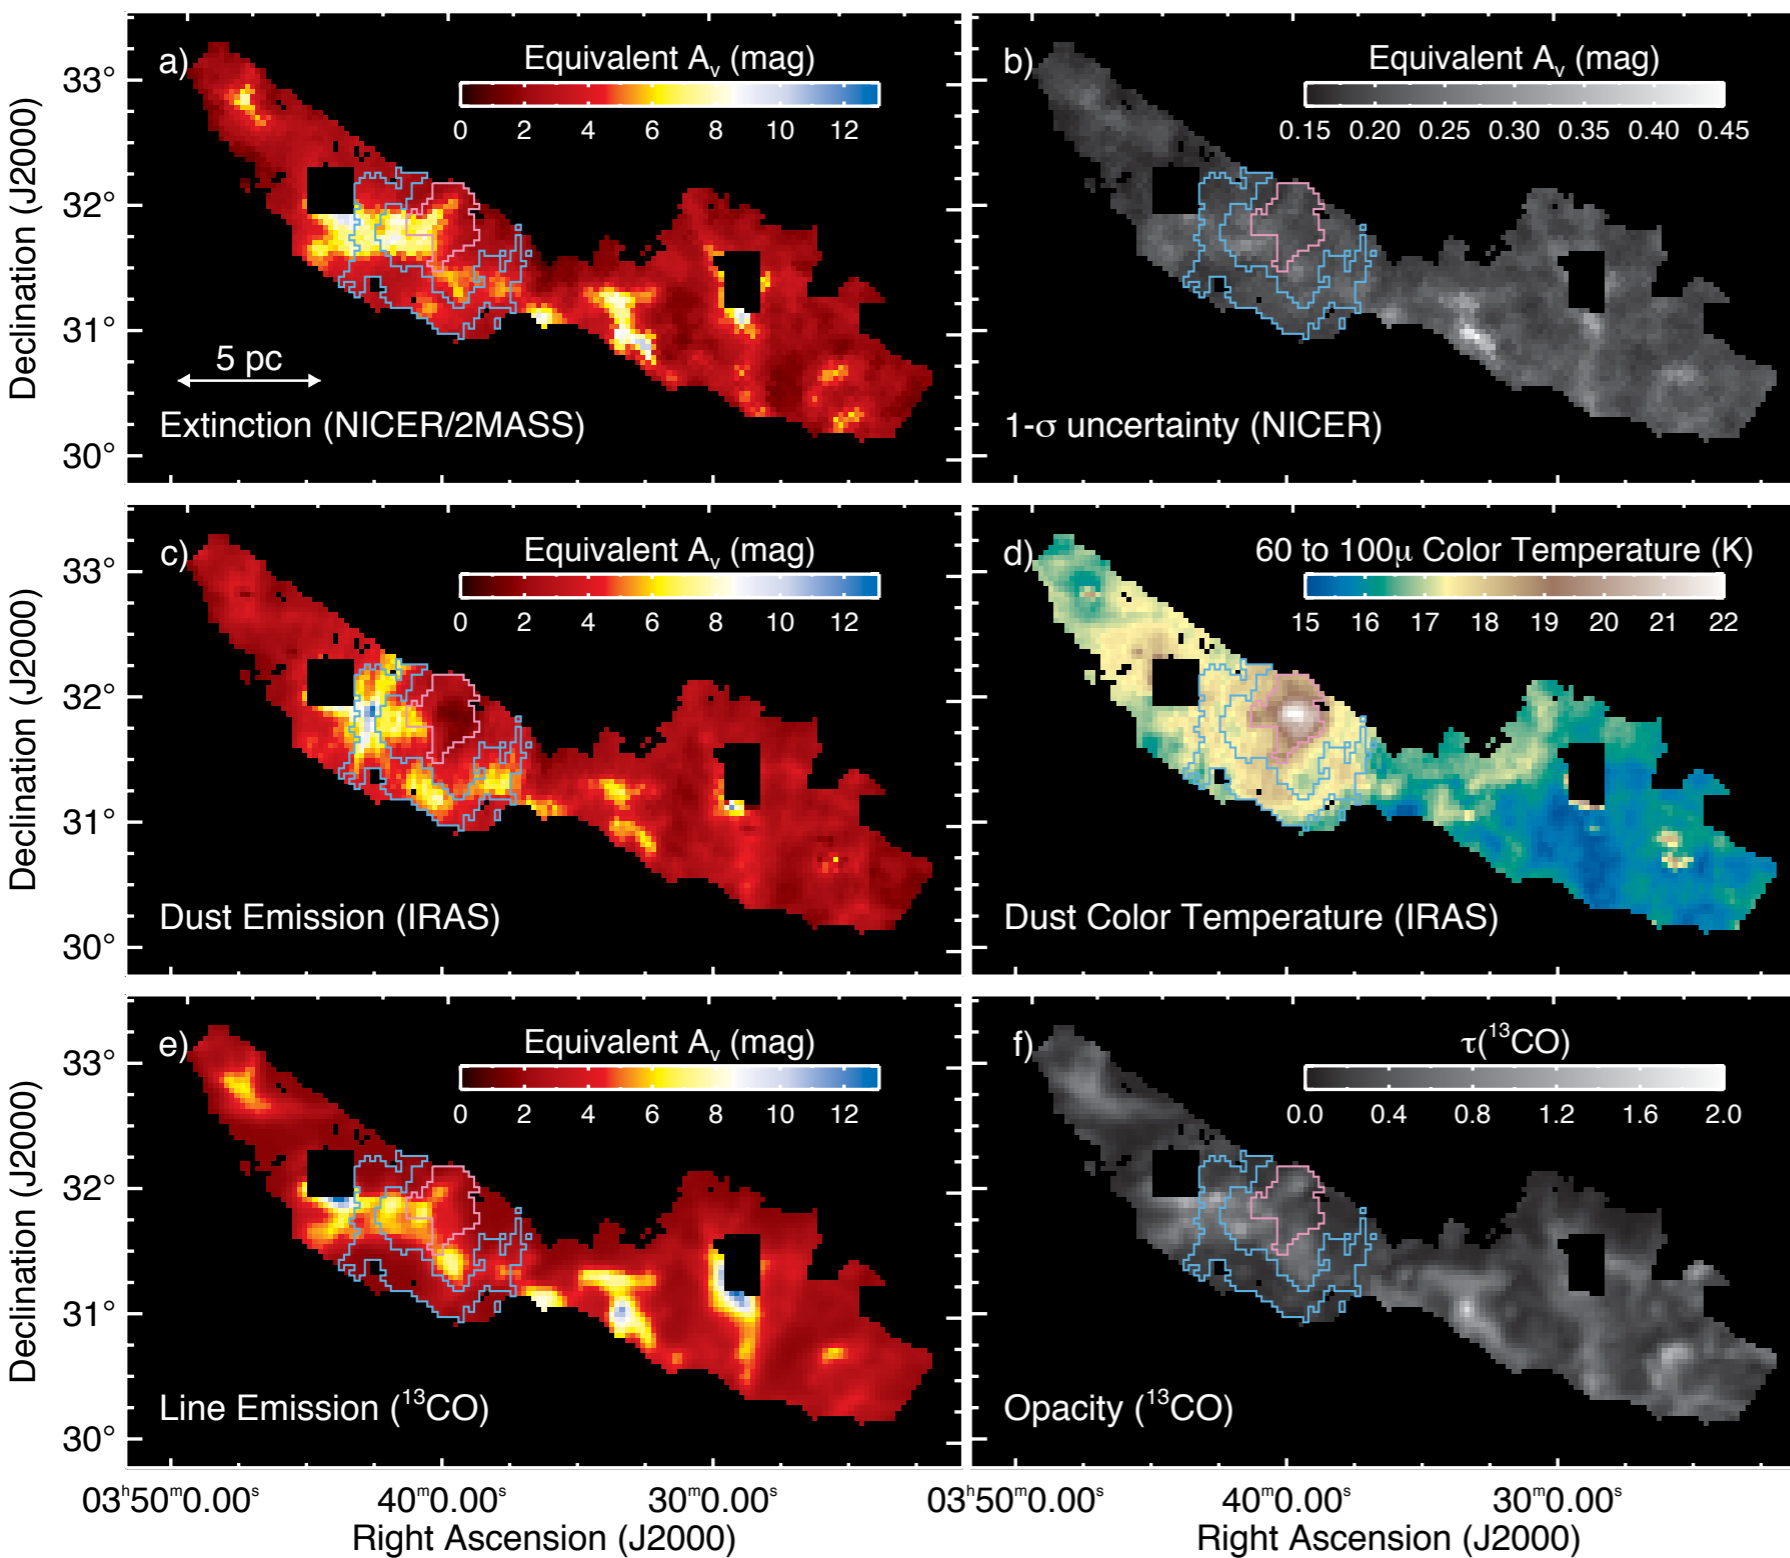 a)
Equivalent Av (mag)
0 2 4 6 8 10 12
33°
32°
31°
30°
Declination (J2000)
5 pc
Extinction (NICER/2MASS)
b)
Equivalent Av (mag)
0.15 0.20 0.25 0.30 0.35 0.40 0.45
1-σ uncertainty (NICER)
c)
Equivalent Av (mag)
0 2 4 6 8 10 12
33°
32°
31°
30°
Declination (J2000)
Dust Emission (IRAS)
d)
60 to 100μ Color Temperature (K)
15 16 17 18 19 20 21 22
Dust Color Temperature (IRAS)
e)
Equivalent Av (mag)
0 2 4 6 8 10 12
33°
32°
31°
30°
Declination (J2000)
Line Emission (¹³CO)
f)
τ(¹³CO)
0.0 0.4 0.8 1.2 1.6 2.0
Opacity (¹³CO)
03ʰ50ᵐ0.00ˢ 40ᵐ0.00ˢ 30ᵐ0.00ˢ
Right Ascension (J2000)
03ʰ50ᵐ0.00ˢ 40ᵐ0.00ˢ 30ᵐ0.00ˢ
Right Ascension (J2000)